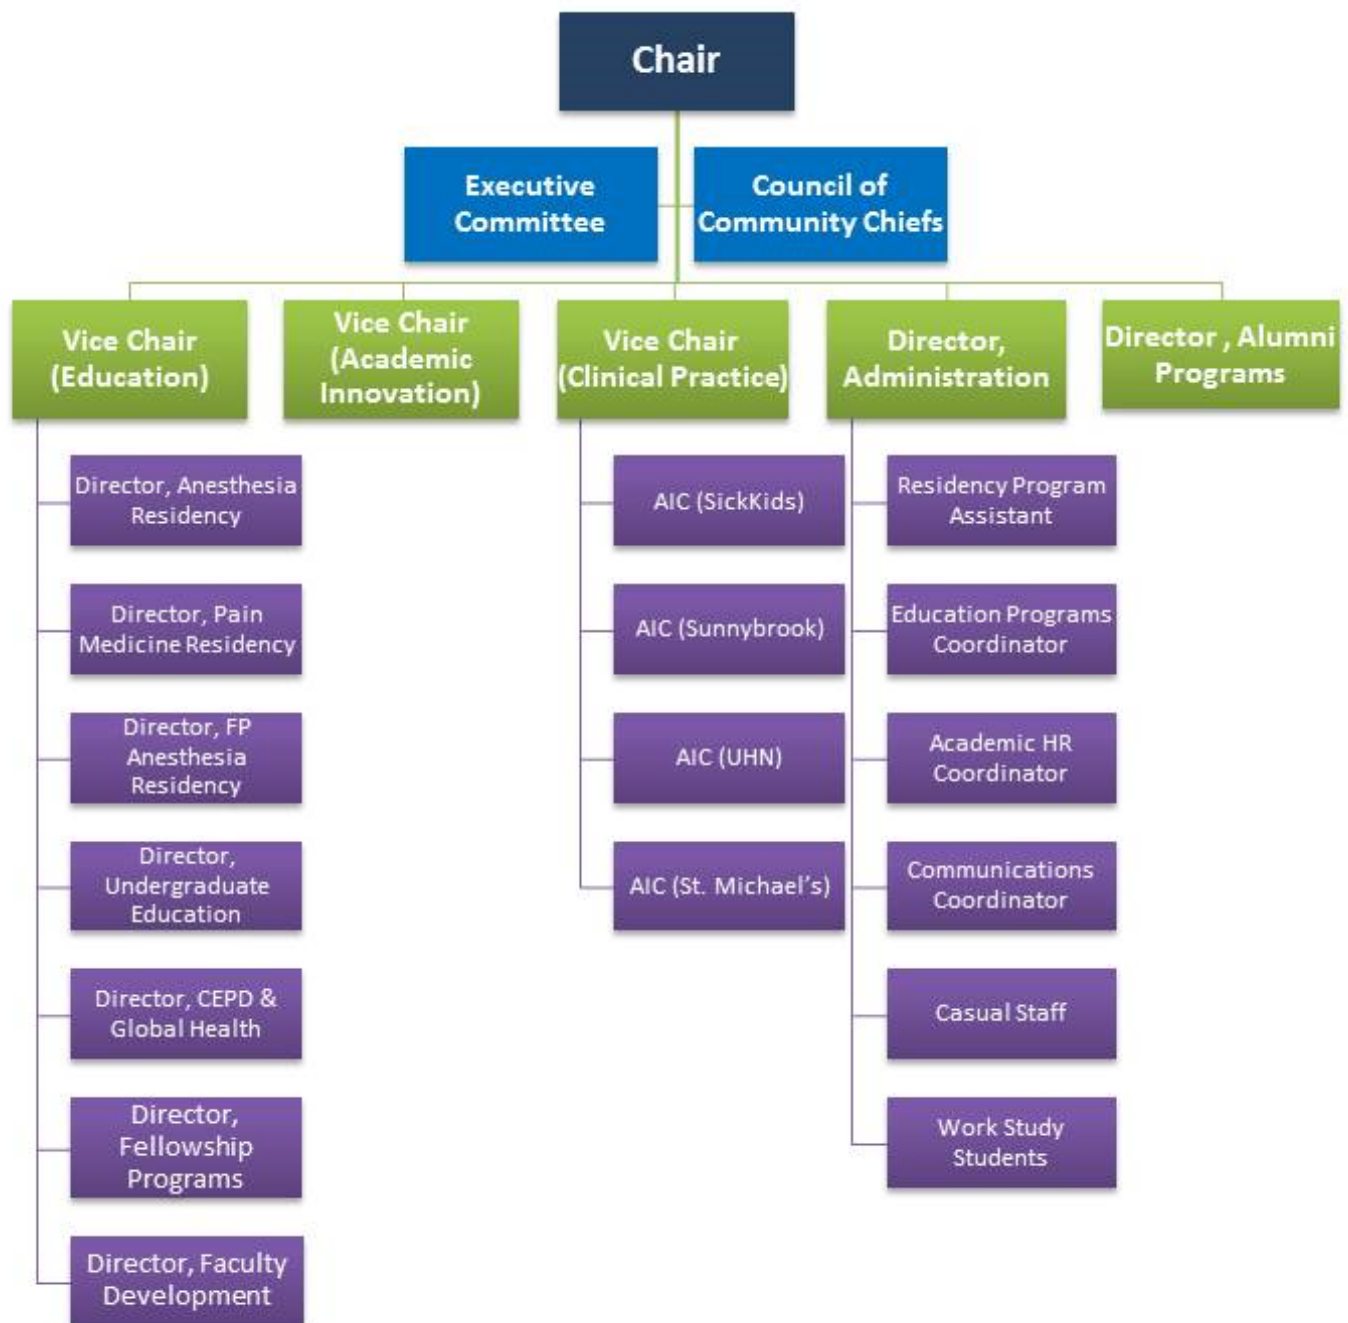 Chair
Executive
Committee
Council of
Community Chiefs
Vice Chair
(Education)
Vice Chair
(Academic
Innovation)
Vice Chair
(Clinical Practice)
Director,
Administration
Director , Alumni
Programs
Director, Anesthesia
Residency
Director, Pain
Medicine Residency
Director, FP
Anesthesia
Residency
Director,
Undergraduate
Education
Director, CEPD &
Global Health
Director,
Fellowship
Programs
Director, Faculty
Development
AIC (SickKids)
AIC (Sunnybrook)
AIC (UHN)
AIC (St. Michael’s)
Residency Program
Assistant
Education Programs
Coordinator
Academic HR
Coordinator
Communications
Coordinator
Casual Staff
Work Study
Students